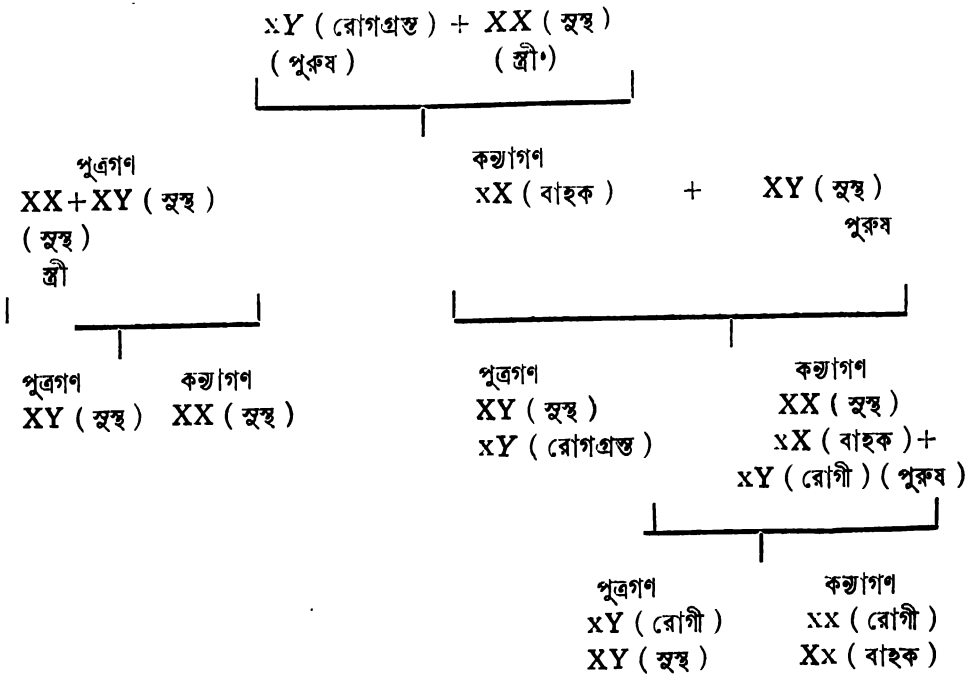 xY ( রোগগ্রস্ত ) + XX ( সুস্থ )
( পুরুষ ) ( স্ত্রী )
পুত্রগণ কন্যাগণ
XX+XY ( সুস্থ ) xX ( বাহক ) + XY ( সুস্থ )
( সুস্থ ) পুরুষ
স্ত্রী
পুত্রগণ কন্যাগণ পুত্রগণ কন্যাগণ
XY ( সুস্থ ) XX ( সুস্থ ) XY ( সুস্থ ) XX ( সুস্থ )
xY ( রোগগ্রস্ত ) xX ( বাহক ) +
xY ( রোগী ) ( পুরুষ )
পুত্রগণ কন্যাগণ
xY ( রোগী ) xx ( রোগী )
XY ( সুস্থ ) Xx ( বাহক )